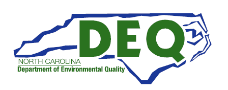 DEQ
NORTH CAROLINA
Department of Environmental Quality